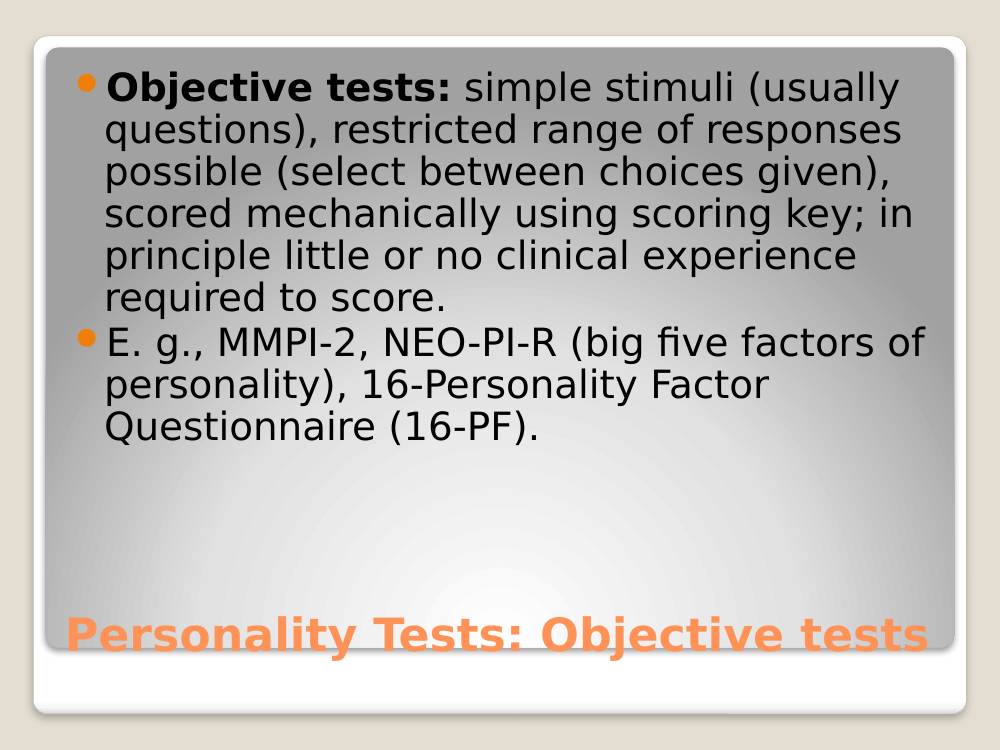 Objective tests: simple stimuli (usually
questions), restricted range of responses
possible (select between choices given),
scored mechanically using scoring key; in
principle little or no clinical experience
required to score.
E. g., MMPI-2, NEO-PI-R (big five factors of
personality), 16-Personality Factor
Questionnaire (16-PF).
Personality Tests: Objective tests